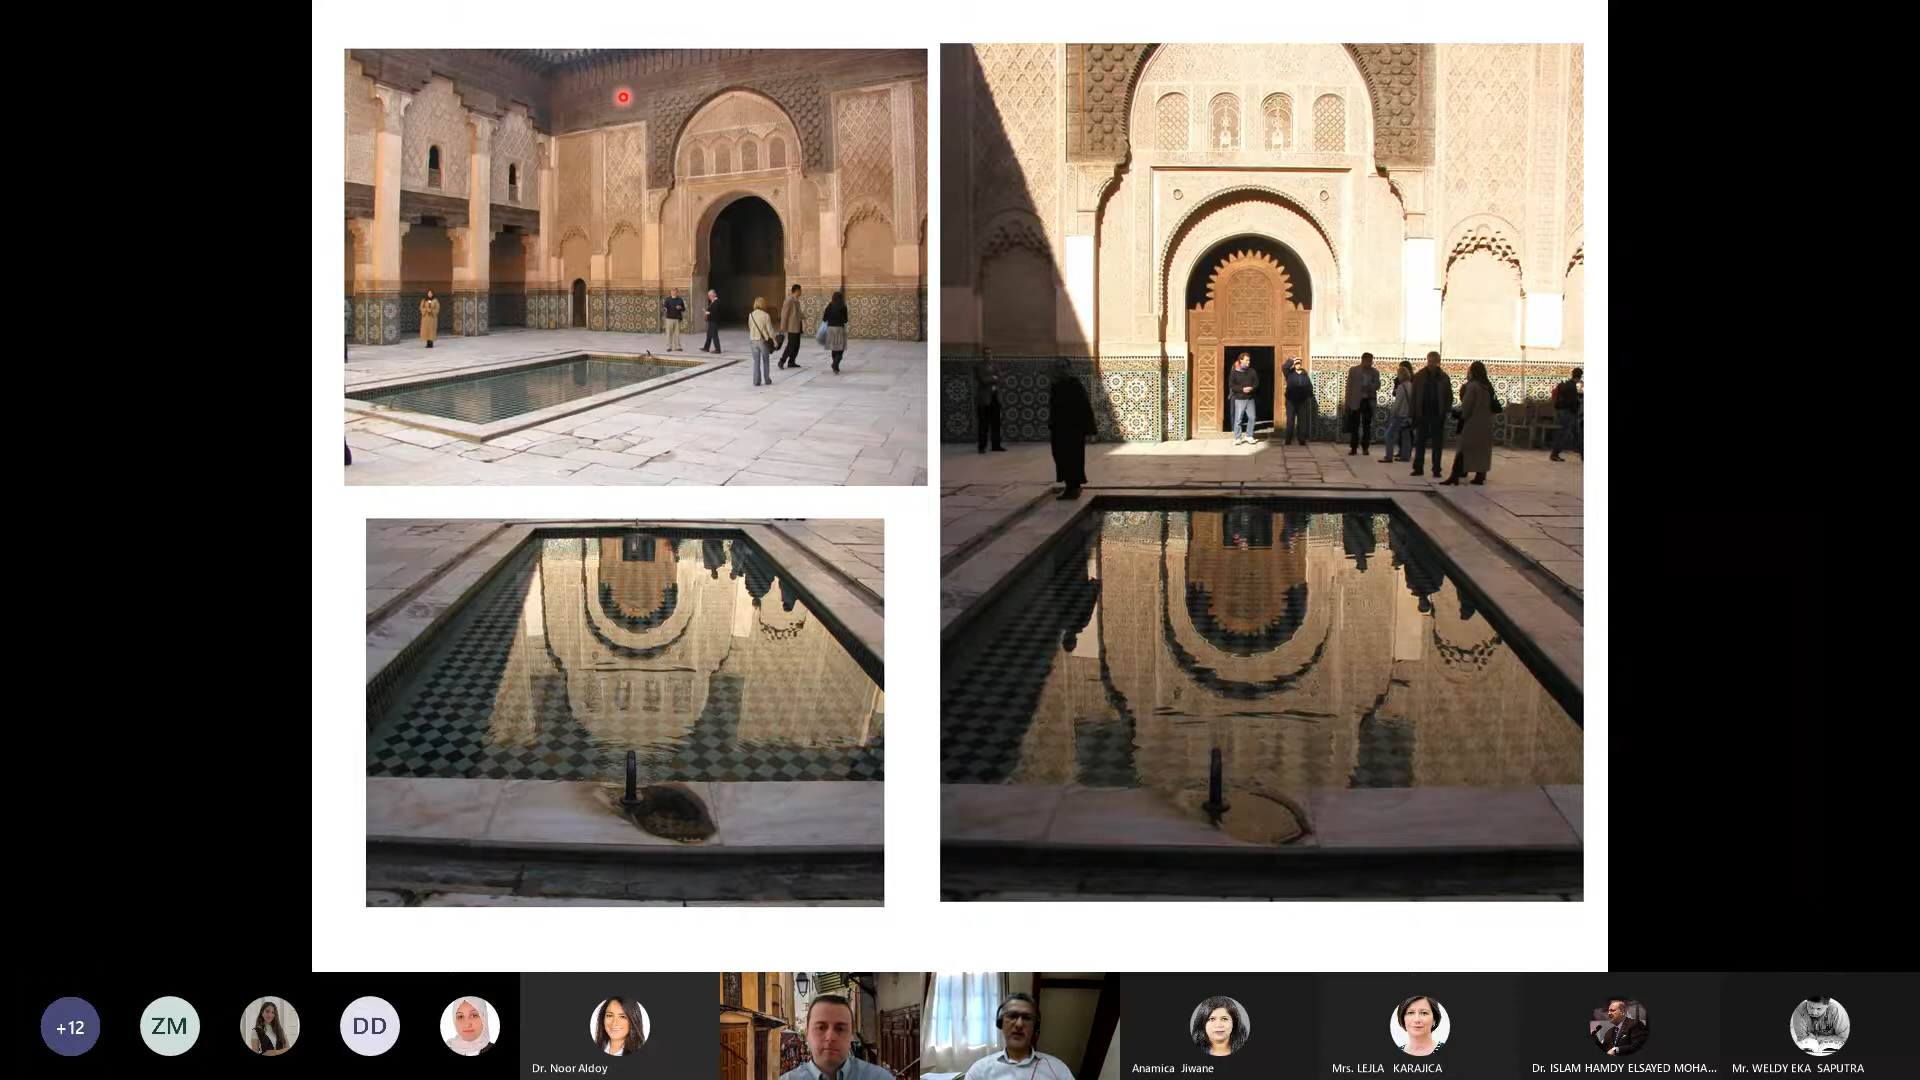 +12
ZM
DD
Dr. Noor Aldoy
Anamica Jiwane
Mrs. LEJLA KARAJICA
Dr. ISLAM HAMDY ELSAYED MOHA...
Mr. WELDY EKA SAPUTRA